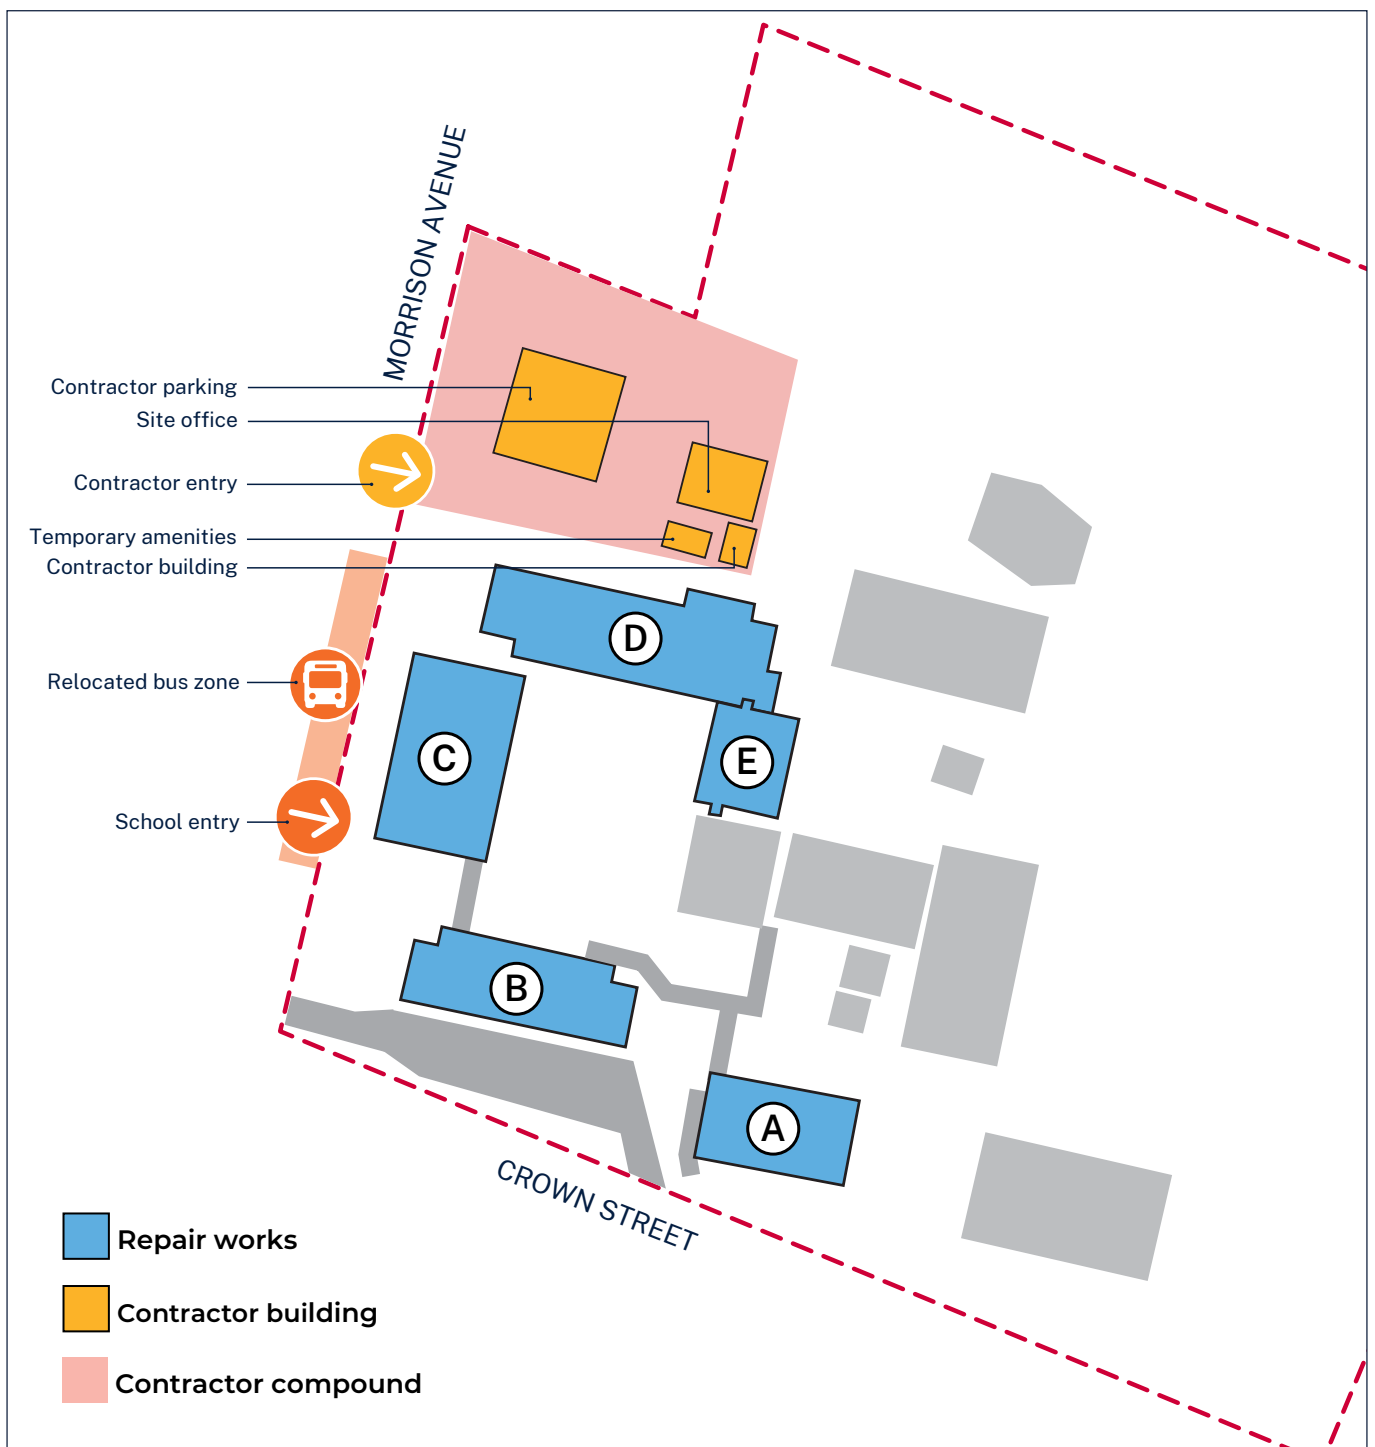 MORRISON AVENUE
Contractor parking
Site office
Contractor entry
Temporary amenities
Contractor building
Relocated bus zone
School entry
D
C
E
B
A
CROWN STREET
Repair works
Contractor building
Contractor compound